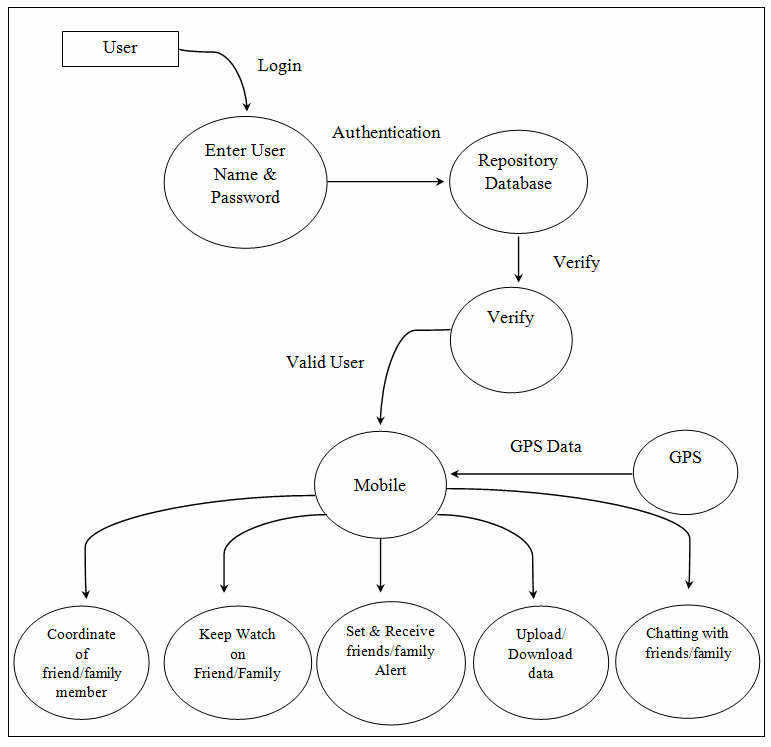 User
Login
Authentication
Enter User
Name &
Password
Repository
Database
Verify
Verify
Valid User
GPS Data
GPS
Mobile
Coordinate
of
friend/family
member
Keep Watch
on
Friend/Family
Set & Receive
friends/family
Alert
Upload/
Download
data
Chatting with
friends/family